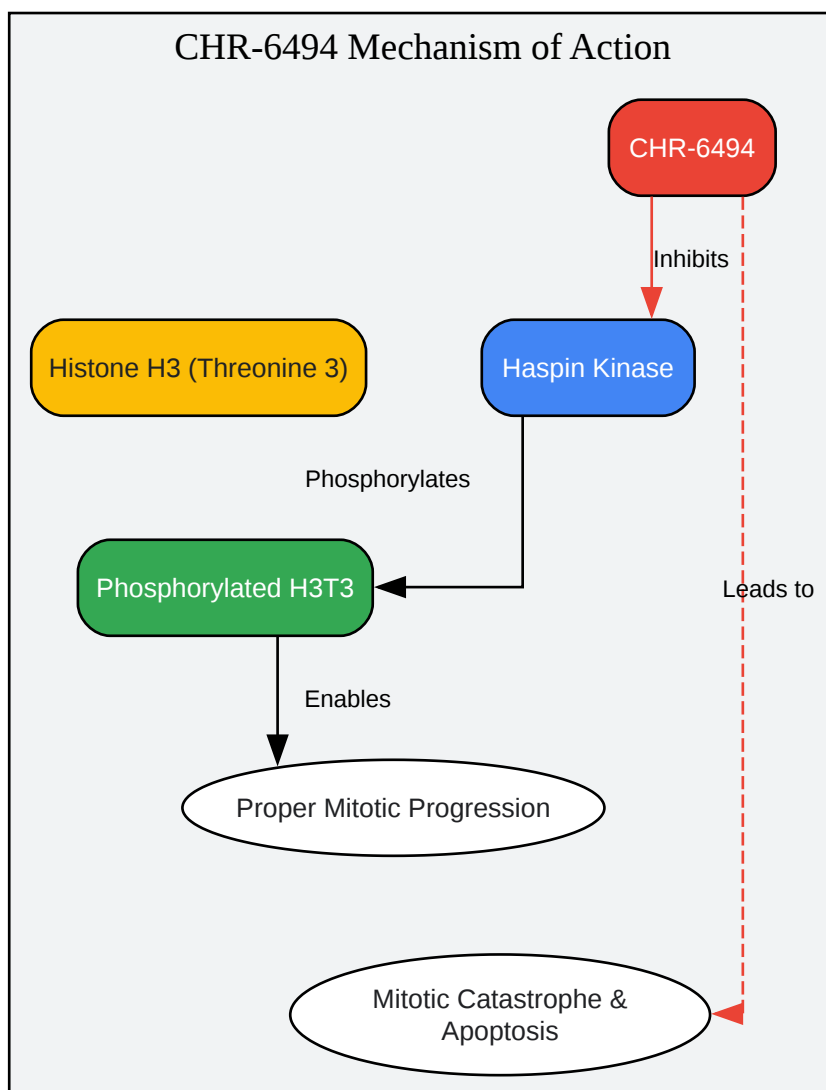 CHR-6494 Mechanism of Action
CHR-6494
Inhibits
Histone H3 (Threonine 3)
Haspin Kinase
Phosphorylates
Phosphorylated H3T3
Leads to
Enables
Proper Mitotic Progression
Mitotic Catastrophe &
Apoptosis